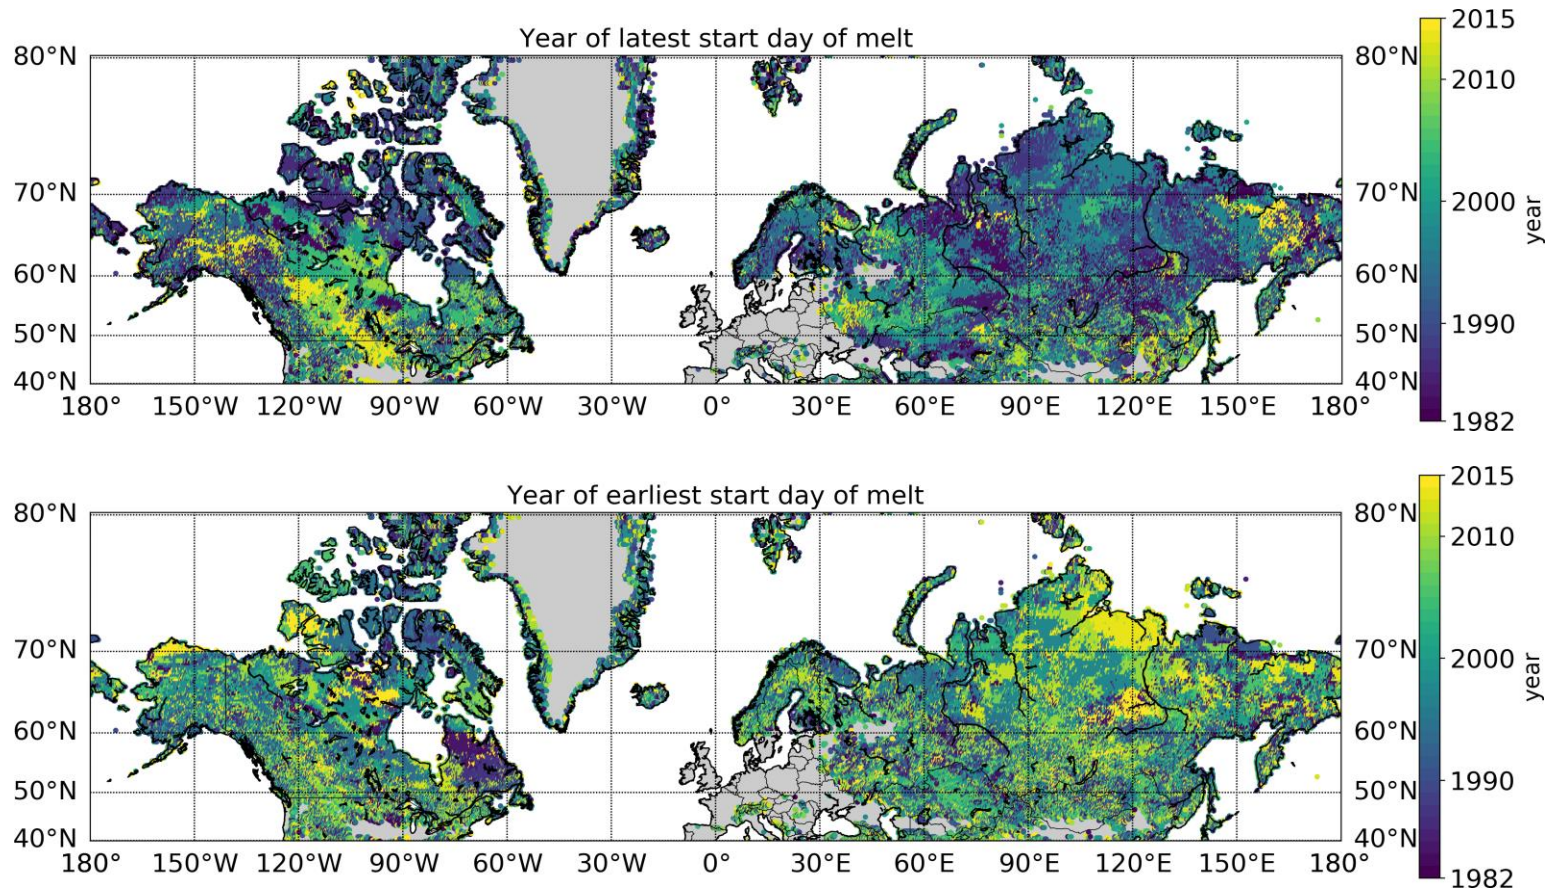 Year of latest start day of melt
80°N 80°N 2015
2010
70°N 70°N 2000
year
60°N 60°N
50°N 50°N 1990
40°N 40°N
180° 150°W 120°W 90°W 60°W 30°W 0° 30°E 60°E 90°E 120°E 150°E 180° 1982
Year of earliest start day of melt
80°N 80°N 2015
2010
70°N 70°N 2000
year
60°N 60°N
50°N 50°N 1990
40°N 40°N
180° 150°W 120°W 90°W 60°W 30°W 0° 30°E 60°E 90°E 120°E 150°E 180° 1982